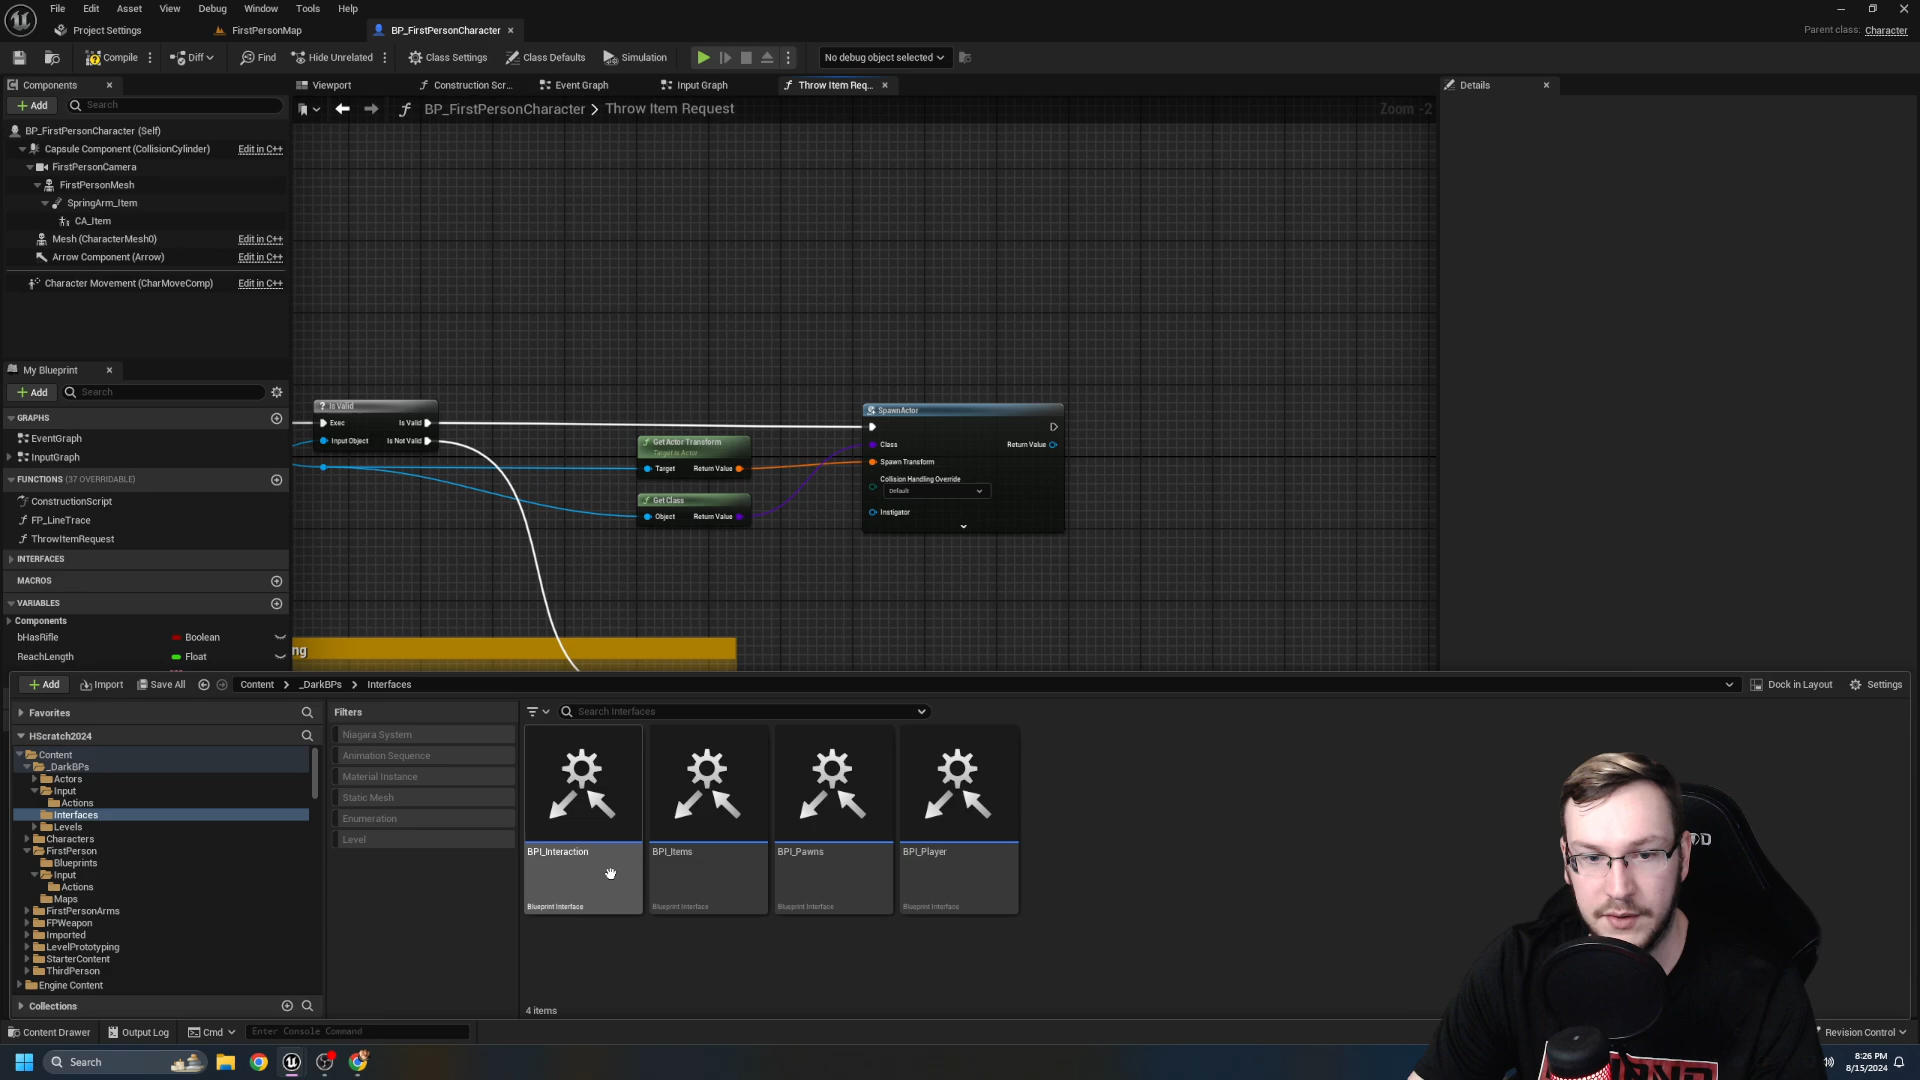 File Edit Asset View Debug Window Tools Help
Project Settings FirstPersonMap BP_FirstPersonCharacter
Parent class: Character
Compile Diff Find Hide Unrelated Class Settings Class Defaults Simulation No debug object selected
Components
Viewport Construction Scr... Event Graph Input Graph Throw Item Req... Details
Add Search
BP_FirstPersonCharacter > Throw Item Request Zoom -2
BP_FirstPersonCharacter (Self)
Capsule Component (CollisionCylinder) Edit in C++
FirstPersonCamera
FirstPersonMesh
SpringArm_Item
CA_Item
Mesh (CharacterMesh0) Edit in C++
Arrow Component (Arrow) Edit in C++
Character Movement (CharMoveComp) Edit in C++
My Blueprint
Add Search
GRAPHS
EventGraph
InputGraph
FUNCTIONS (37 OVERRIDABLE)
ConstructionScript
FP_LineTrace
ThrowItemRequest
INTERFACES
MACROS
VARIABLES
Components
bHasRifle Boolean
ReachLength Float
? Is Valid
Exec Is Valid
Input Object Is Not Valid
GetActor Transform
Target is Actor
Target Return Value
Get Class
Object Return Value
SpawnActor
Class Return Value
Spawn Transform
Collision Handling Override
Default
Instigator
ng
Add Import Save All Content > _DarkBPs > Interfaces Dock in Layout Settings
Favorites
HScratch2024
Content
_DarkBPs
Actors
Input
Actions
Interfaces
Levels
Characters
FirstPerson
Blueprints
Input
Actions
Maps
FirstPersonArms
FPWeapon
Imported
LevelPrototyping
StarterContent
ThirdPerson
Engine Content
Collections
Filters
Niagara System
Animation Sequence
Material Instance
Static Mesh
Enumeration
Level
Search Interfaces
BPI_Interaction BPI_Items BPI_Pawns BPI_Player
Blueprint Interface Blueprint Interface Blueprint Interface Blueprint Interface
4 items
Content Drawer Output Log Cmd Enter Console Command Revision Control
Search
8:26 PM
8/15/2024